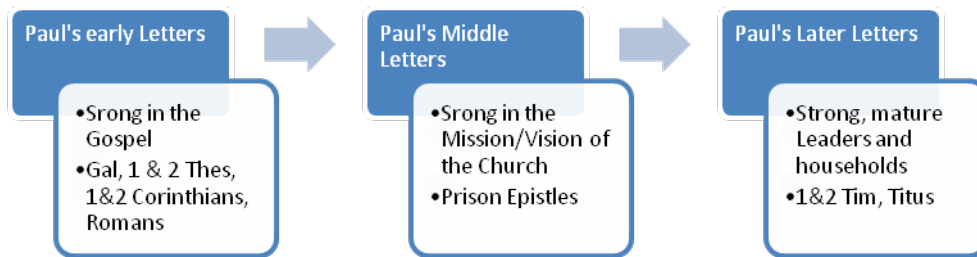 Paul's early Letters
•Srong in the
Gospel
•Gal, 1 & 2 Thes,
1&2 Corinthians,
Romans
Paul's Middle
Letters
•Srong in the
Mission/Vision of
the Church
•Prison Epistles
Paul's Later Letters
•Strong, mature
Leaders and
households
•1&2 Tim, Titus